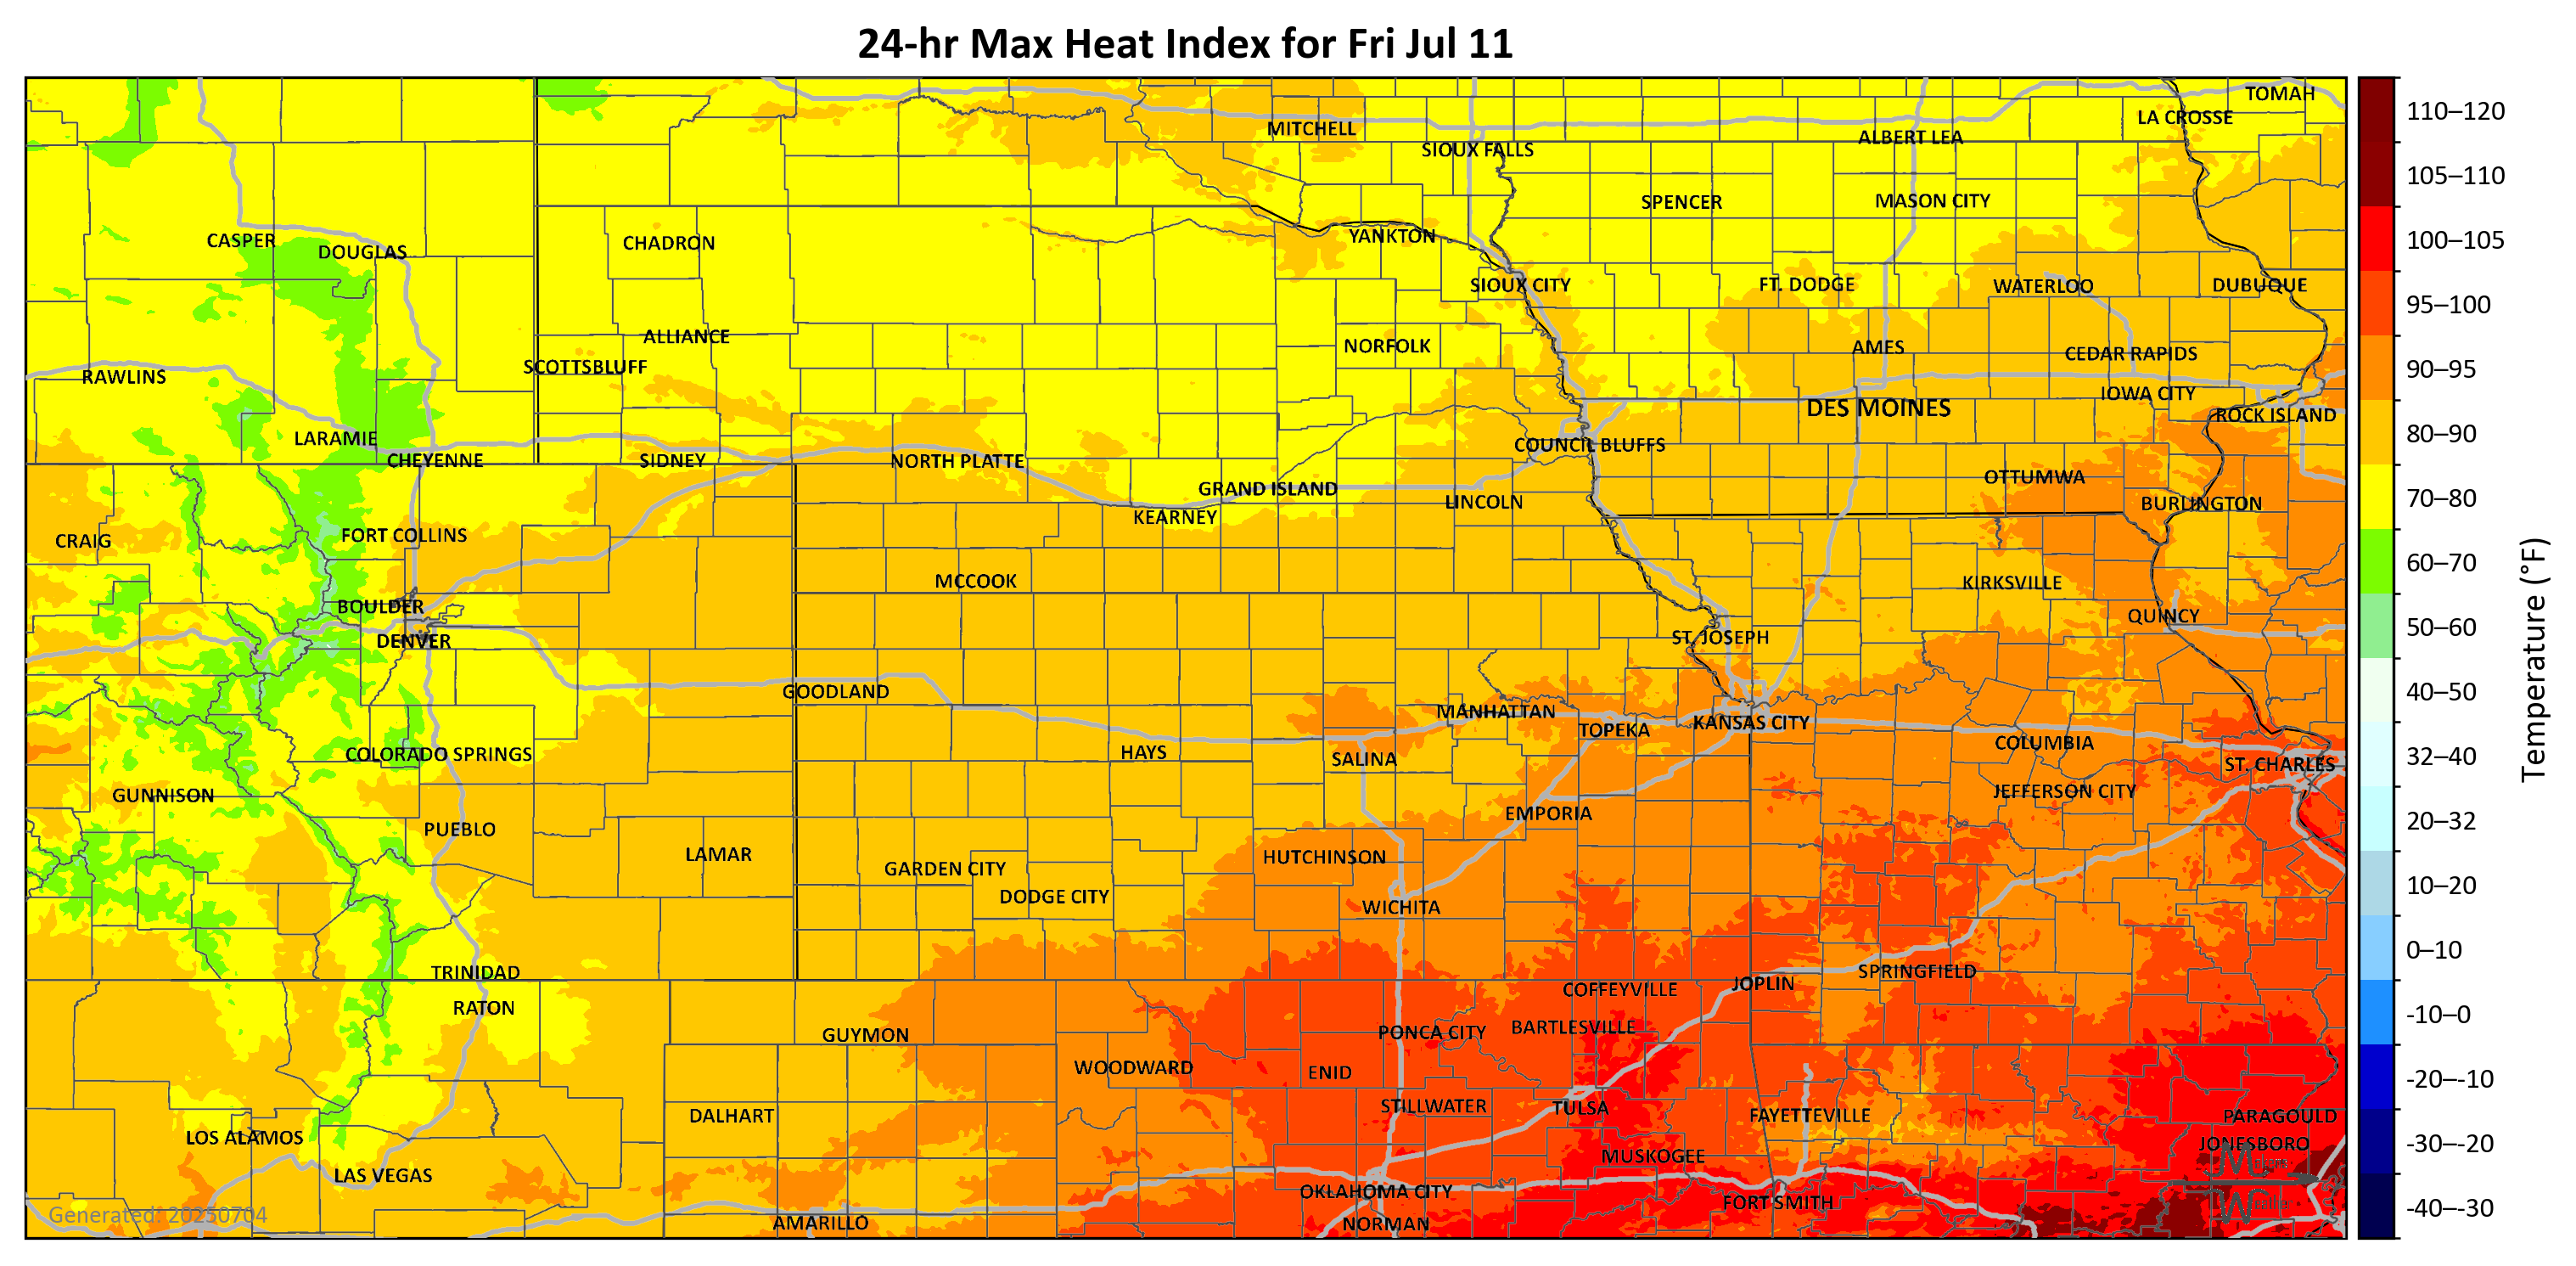 24-hr Max Heat Index for Fri Jul 11
TOMAH
LA CROSSE
MITCHELL
ALBERT LEA
SIOUX FALLS
SPENCER
MASON CITY
CASPER
DOUGLAS
CHADRON
YANKTON
SIOUX CITY
FT. DODGE
WATERLOO
DUBUQUE
ALLIANCE
NORFOLK
AMES
CEDAR RAPIDS
SCOTTSBLUFF
RAWLINS
IOWA CITY
DES MOINES
ROCK ISLAND
LARAMIE
COUNCIL BLUFFS
CHEYENNE
SIDNEY
NORTH PLATTE
OTTUMWA
GRAND ISLAND
LINCOLN
BURLINGTON
KEARNEY
CRAIG
FORT COLLINS
MCCOOK
KIRKSVILLE
BOULDER
QUINCY
DENVER
ST. JOSEPH
GOODLAND
MANHATTAN
TOPEKA
KANSAS CITY
COLUMBIA
COLORADO SPRINGS
HAYS
SALINA
ST. CHARLES
GUNNISON
JEFFERSON CITY
EMPORIA
PUEBLO
LAMAR
HUTCHINSON
GARDEN CITY
DODGE CITY
WICHITA
TRINIDAD
SPRINGFIELD
JOPLIN
COFFEYVILLE
RATON
GUYMON
PONCA CITY
BARTLESVILLE
WOODWARD
ENID
DALHART
STILLWATER
TULSA
FAYETTEVILLE
PARAGOULD
LOS ALAMOS
JONESBORO
LAS VEGAS
MUSKOGEE
OKLAHOMA CITY
FORT SMITH
AMARILLO
NORMAN
Generated: 20250704
110–120
105–110
100–105
95–100
90–95
80–90
70–80
60–70
50–60
40–50
32–40
20–32
10–20
0–10
-10–0
-20–-10
-30–-20
-40–-30
Temperature (°F)